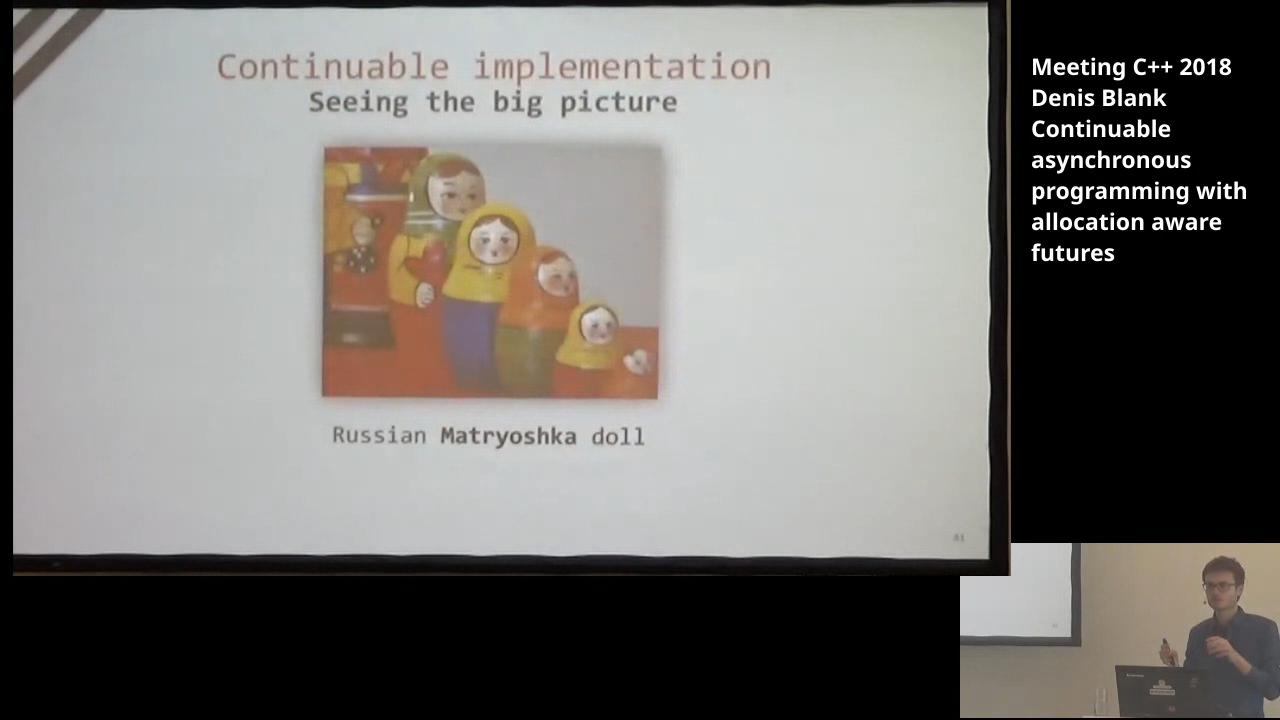 Continuable implementation
Seeing the big picture
Russian Matryoshka doll
Meeting C++ 2018
Denis Blank
Continuable
asynchronous
programming with
allocation aware
futures